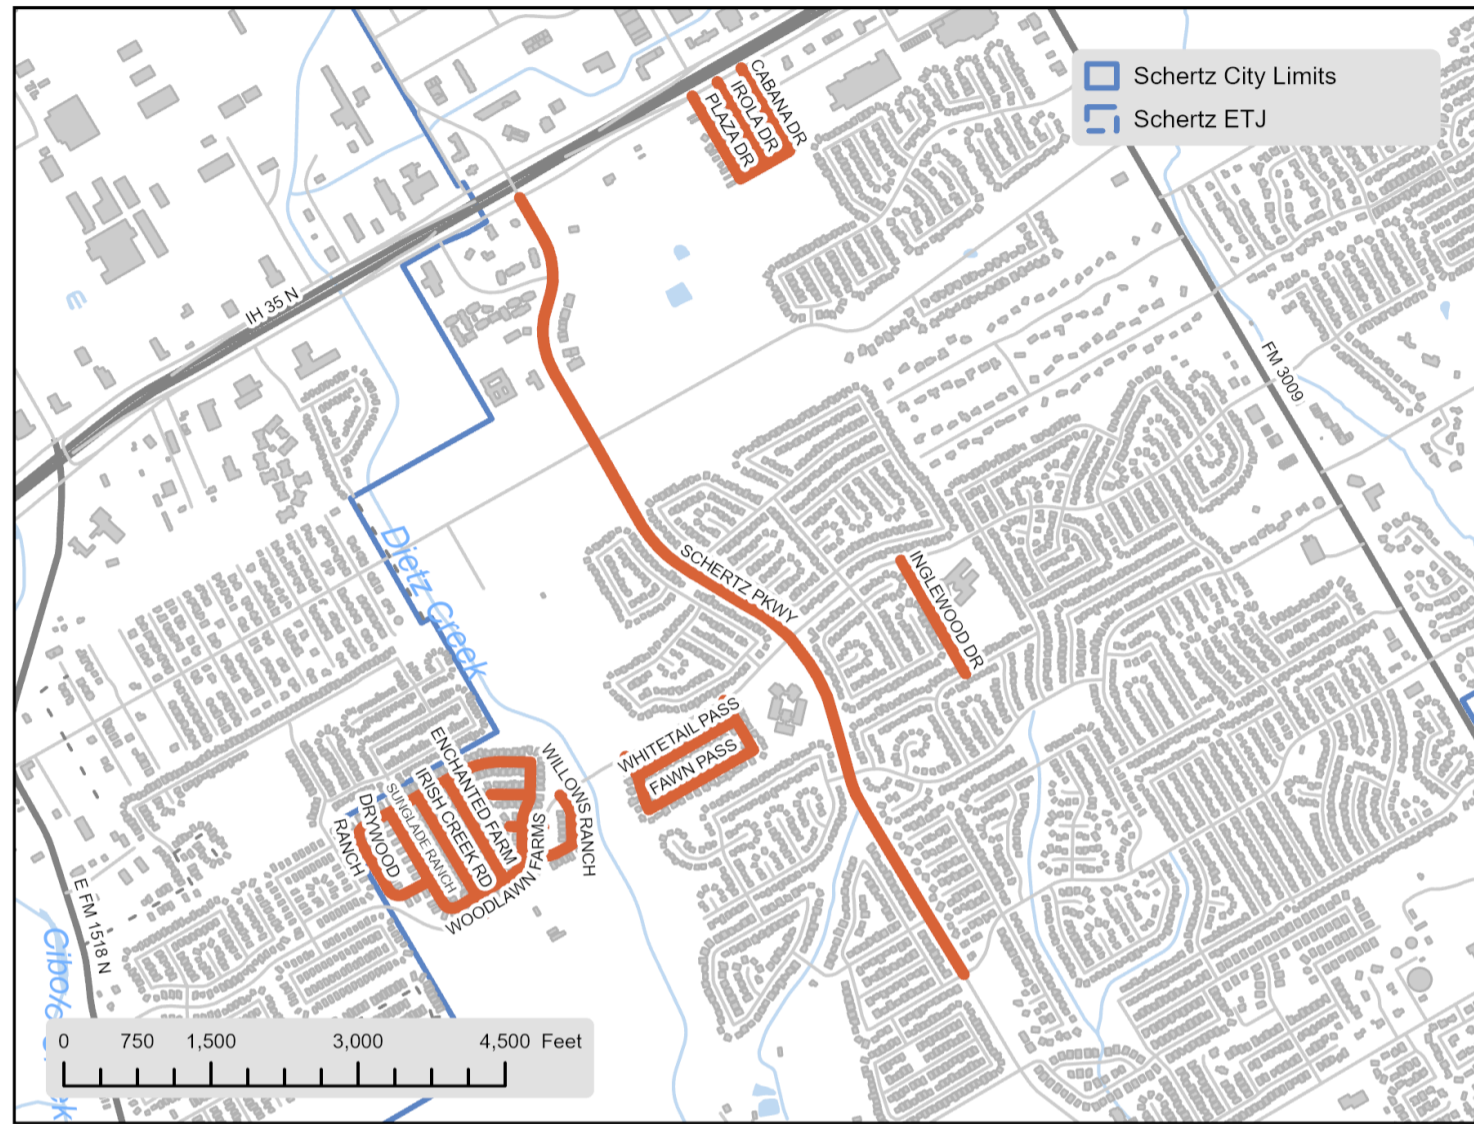 Schertz City Limits
Schertz ETJ
CABANA DR
IROLA DR
PLAZA DR
IH 35 N
FM 3009
Dietz Creek
SCHERTZ PKWY
INGLEWOOD DR
WHITETAIL PASS
FAWN PASS
ENCHANTED FARM
IRISH CREEK RD
SUNGLADE RANCH
DRYWOOD
RANCH
WILLOWS RANCH
WOODLAWN FARMS
E FM 1518 N
0 750 1,500 3,000 4,500 Feet